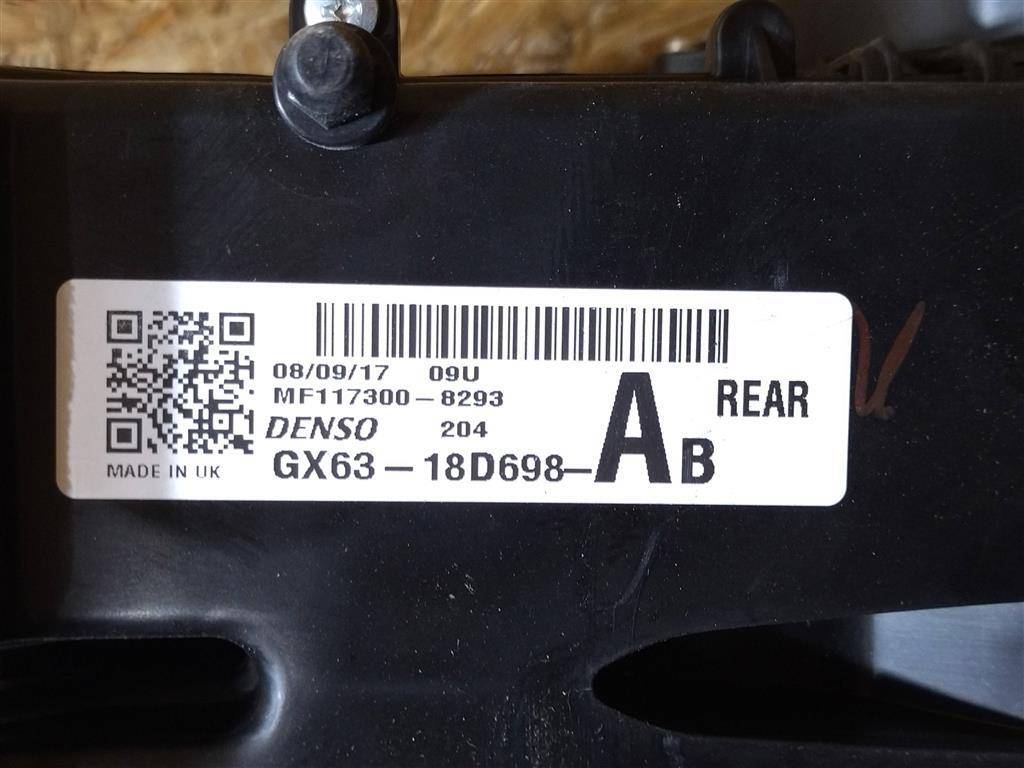 08/09/17 09U
MF117300-8293
DENSO 204
GX63-18D698-AB
REAR
MADE IN UK